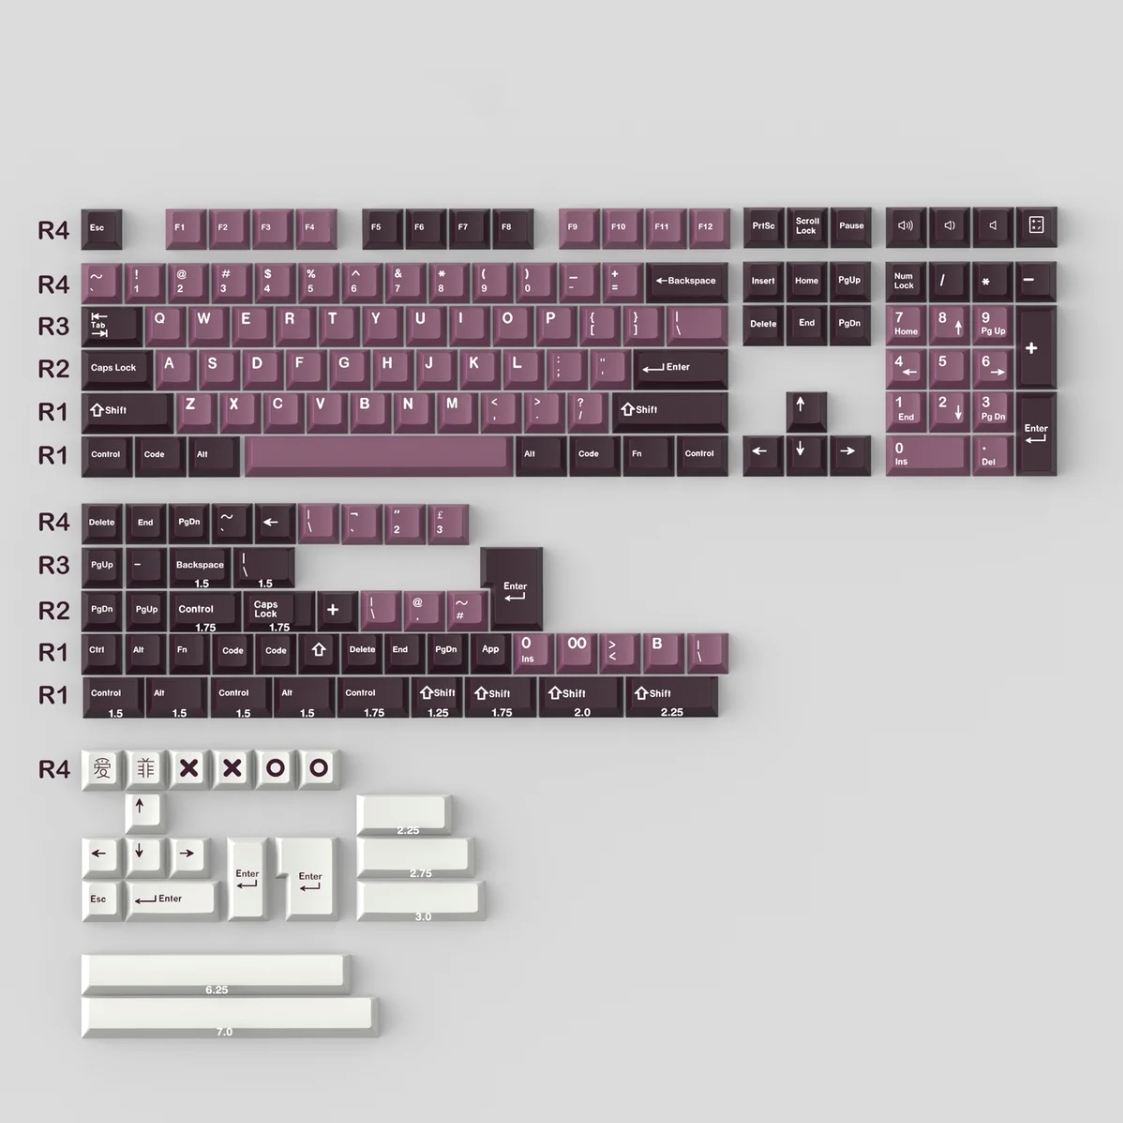 R4 Esc F1 F2 F3 F4 F5 F6 F7 F8 F9 F10 F11 F12 PrtSc Scroll Lock Pause
R4 ~ ` ! 1 @ 2 # 3 $ 4 % 5 ^ 6 & 7 * 8 ( 9 ) 0 _ - + = ←Backspace Insert Home PgUp Num Lock / * −
R3 Tab Q W E R T Y U I O P { [ } ] | \ Delete End PgDn 7 Home 8 ↑ 9 Pg Up +
R2 Caps Lock A S D F G H J K L : ; " ' Enter 4 ← 5 6 →
R1 ⇧Shift Z X C V B N M < , > . ? / ⇧Shift ↑ 1 End 2 ↓ 3 Pg Dn Enter
R1 Control Code Alt Alt Code Fn Control ← ↓ → 0 Ins . Del
R4 Delete End PgDn ~ ` ← | \ ¬ ` " 2 £ 3
R3 PgUp − Backspace 1.5 | \ 1.5 Enter
R2 PgDn PgUp Control 1.75 Caps Lock 1.75 + | \ @ ' ~ #
R1 Ctrl Alt Fn Code Code ⇧ Delete End PgDn App 0 Ins 00 > < B | \
R1 Control 1.5 Alt 1.5 Control 1.5 Alt 1.5 Control 1.75 ⇧Shift 1.25 ⇧Shift 1.75 ⇧Shift 2.0 ⇧Shift 2.25
R4 X X O O
↑ 2.25
← ↓ → Enter Enter 2.75
Esc Enter 3.0
6.25
7.0